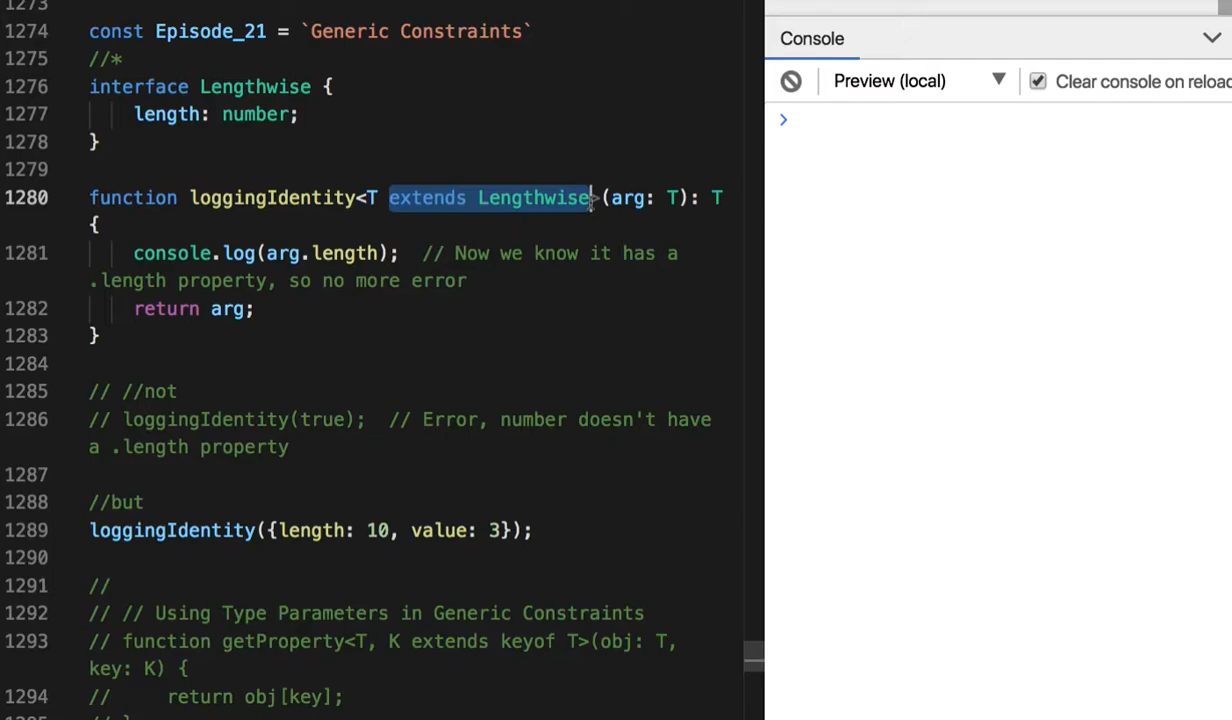 1273
1274 const Episode_21 = `Generic Constraints`
1275 //*
1276 interface Lengthwise {
1277 length: number;
1278 }
1279
1280 function loggingIdentity<T extends Lengthwise>(arg: T): T
{
1281 console.log(arg.length); // Now we know it has a
.length property, so no more error
1282 return arg;
1283 }
1284
1285 // //not
1286 // loggingIdentity(true); // Error, number doesn't have
a .length property
1287
1288 //but
1289 loggingIdentity({length: 10, value: 3});
1290
1291 //
1292 // // Using Type Parameters in Generic Constraints
1293 // function getProperty<T, K extends keyof T>(obj: T,
key: K) {
1294 // return obj[key];
Console
Preview (local)
Clear console on reload
>